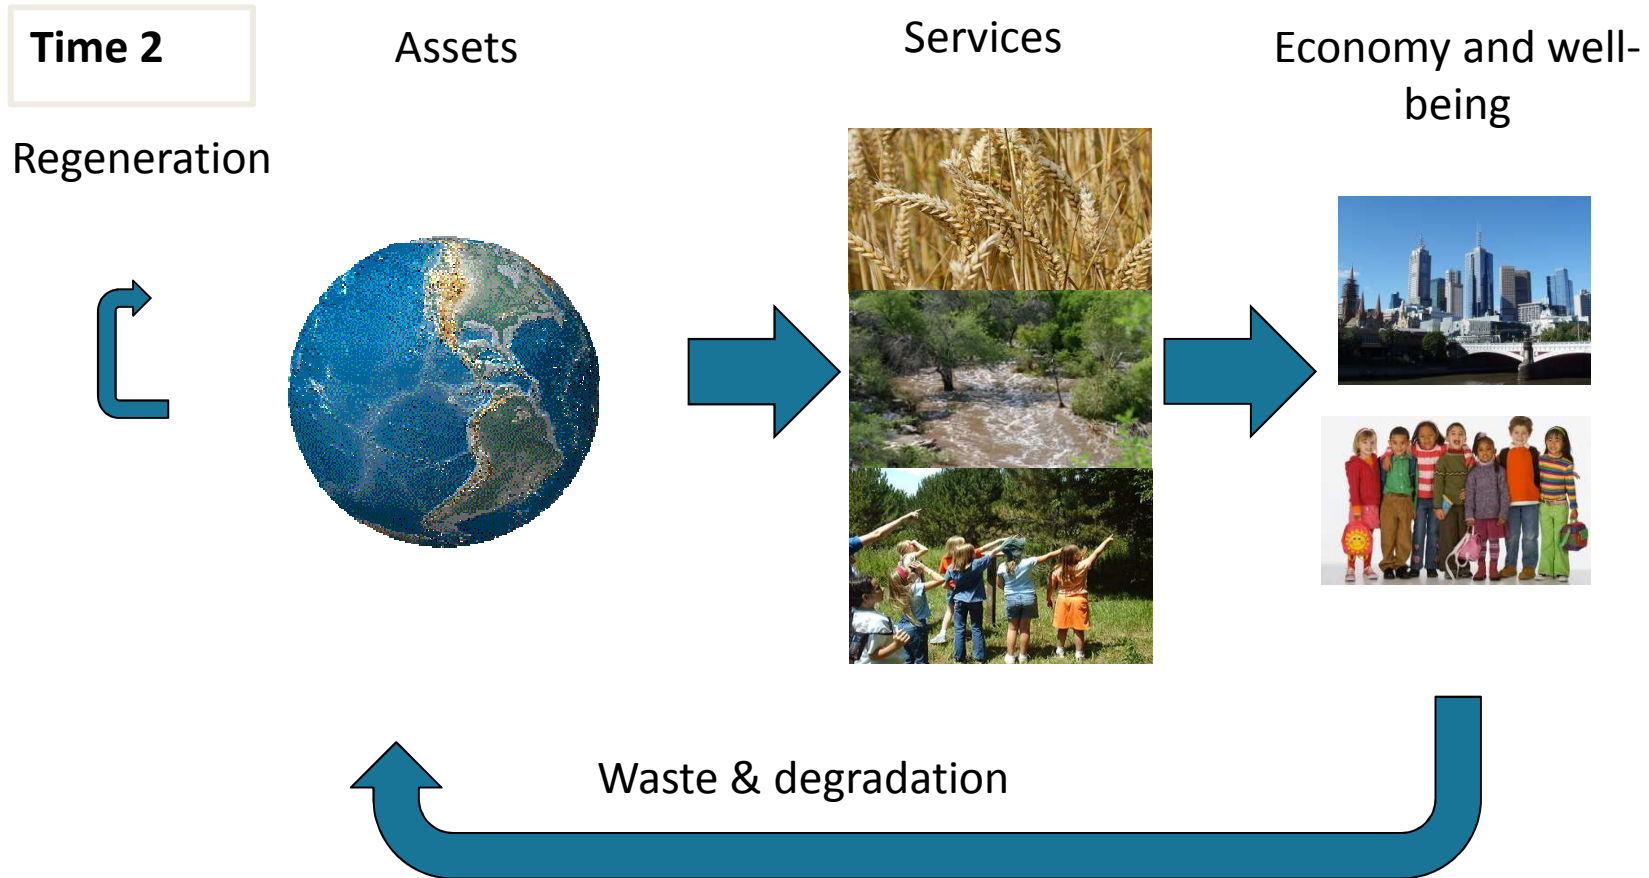 Time 2
Assets
Services
Economy and well-
being
Regeneration
Waste & degradation